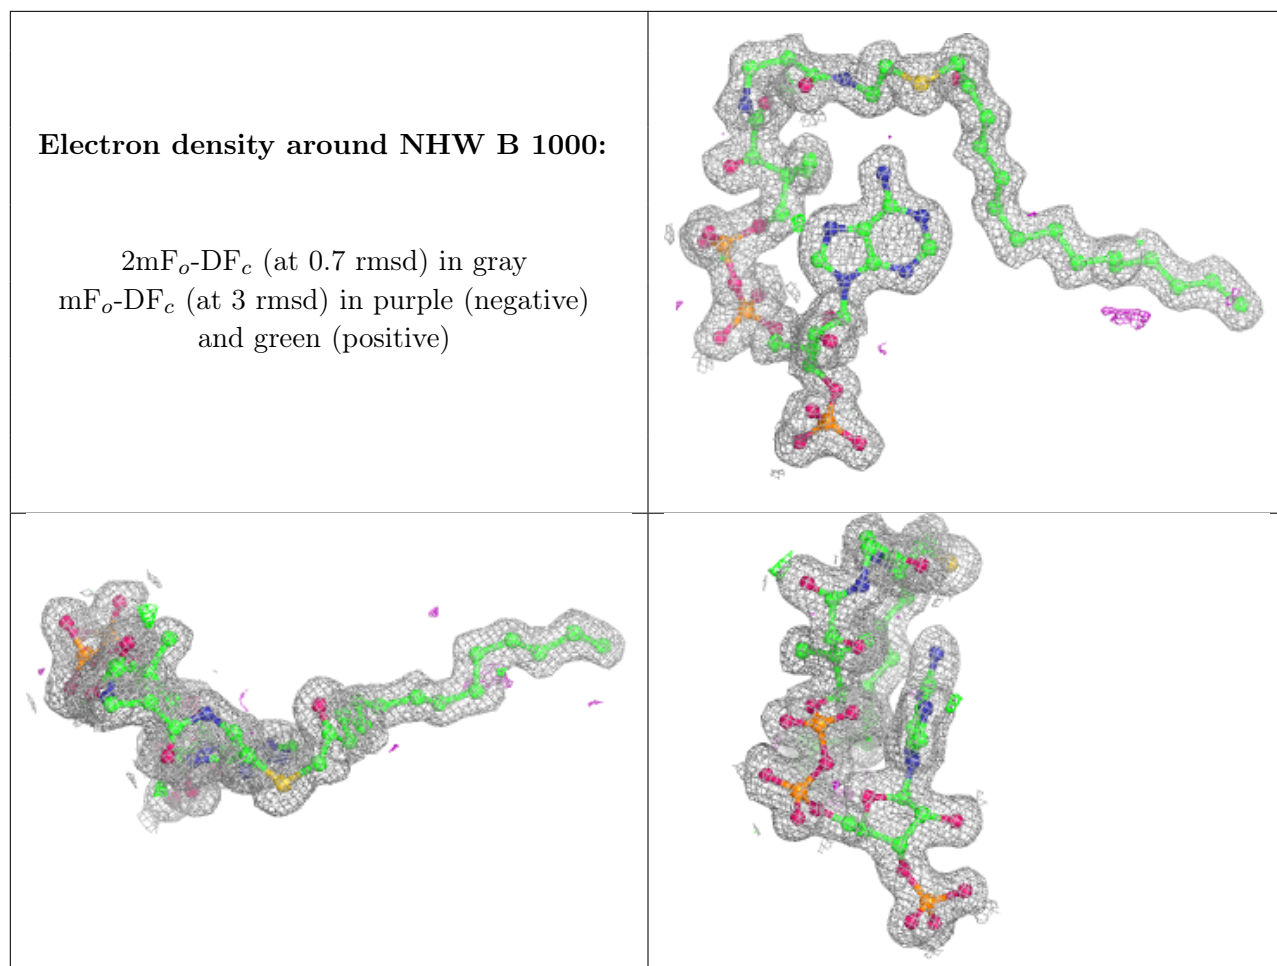 Electron density around NHW B 1000:
2mFo-DFc (at 0.7 rmsd) in gray
mFo-DFc (at 3 rmsd) in purple (negative)
and green (positive)